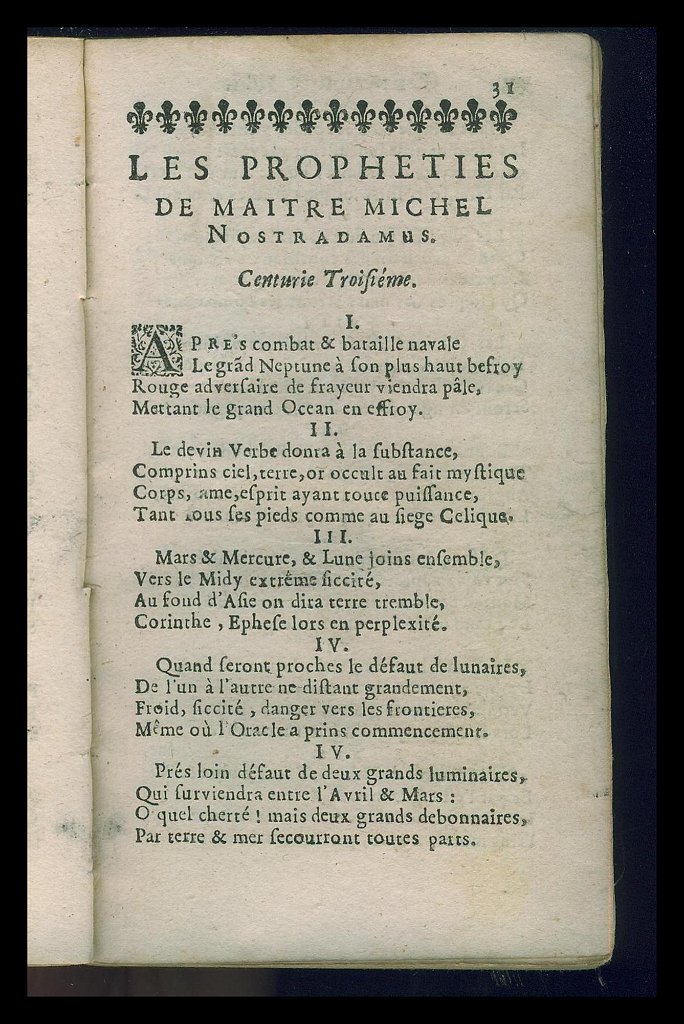 31
LES PROPHETIES
DE MAITRE MICHEL
NOSTRADAMUS.
Centurie Troiſiéme.
I.
APRE's combat & bataille navale
Le grãd Neptune à ſon plus haut befroy
Rouge adverſaire de frayeur viendra pâle,
Mettant le grand Ocean en effroy.
II.
Le devin Verbe donra à la ſubſtance,
Comprins ciel, terre, or occult au fait myſtique
Corps, ame, eſprit ayant toute puiſſance,
Tant ſous ſes pieds comme au ſiege Celique.
III.
Mars & Mercure, & Lune joins enſemble,
Vers le Midy extréme ſiccité,
Au fond d'Aſie on dira terre tremble,
Corinthe, Epheſe lors en perplexité.
IV.
Quand ſeront proches le défaut de lunaires,
De l'un à l'autre ne diſtant grandement,
Froid, ſiccité, danger vers les frontieres,
Même où l'Oracle a prins commencement.
IV.
Prés loin défaut de deux grands luminaires,
Qui ſurviendra entre l'Avril & Mars :
O quel cherté ! mais deux grands debonnaires,
Par terre & mer ſecourront toutes parts.